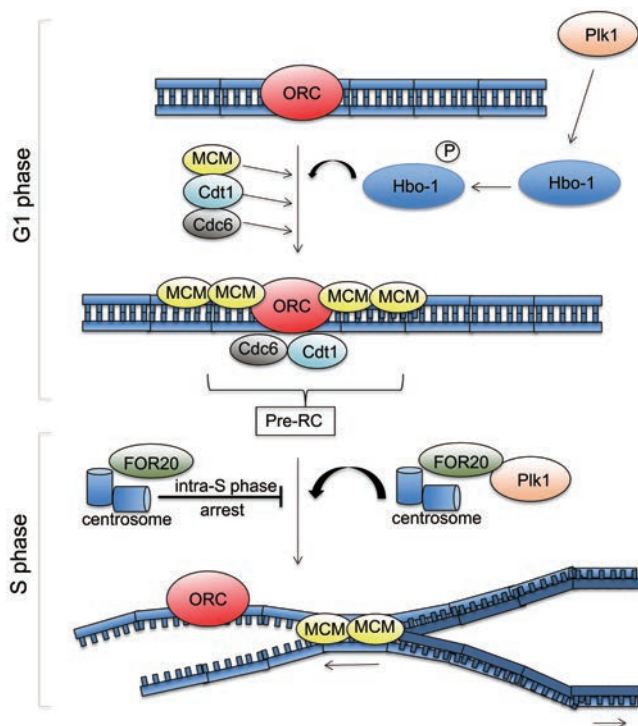 Plk1
ORC
P
MCM
Hbo-1
Hbo-1
Cdt1
Cdc6
G1 phase
MCM MCM ORC MCM MCM
Cdc6 Cdt1
Pre-RC
FOR20
FOR20
intra-S phase
Plk1
arrest
centrosome
centrosome
S phase
ORC
MCM MCM